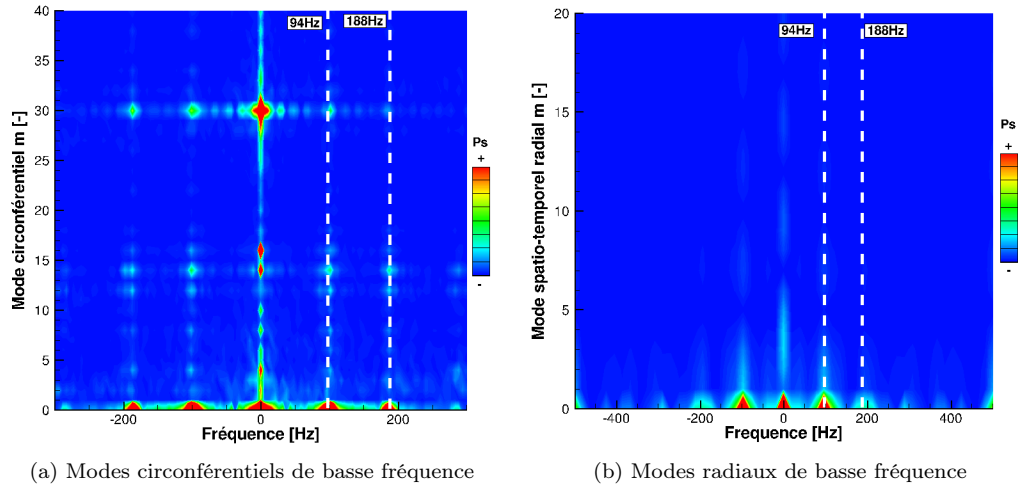 40
35
30
25
20
15
10
5
0
Mode circonférentiel m [-]
94Hz
188Hz
-200
0
200
Fréquence [Hz]
Ps
+
-
(a) Modes circonférentiels de basse fréquence
20
15
10
5
0
Mode spatio-temporel radial m [-]
94Hz
188Hz
-400
-200
0
200
400
Fréquence [Hz]
Ps
+
-
(b) Modes radiaux de basse fréquence